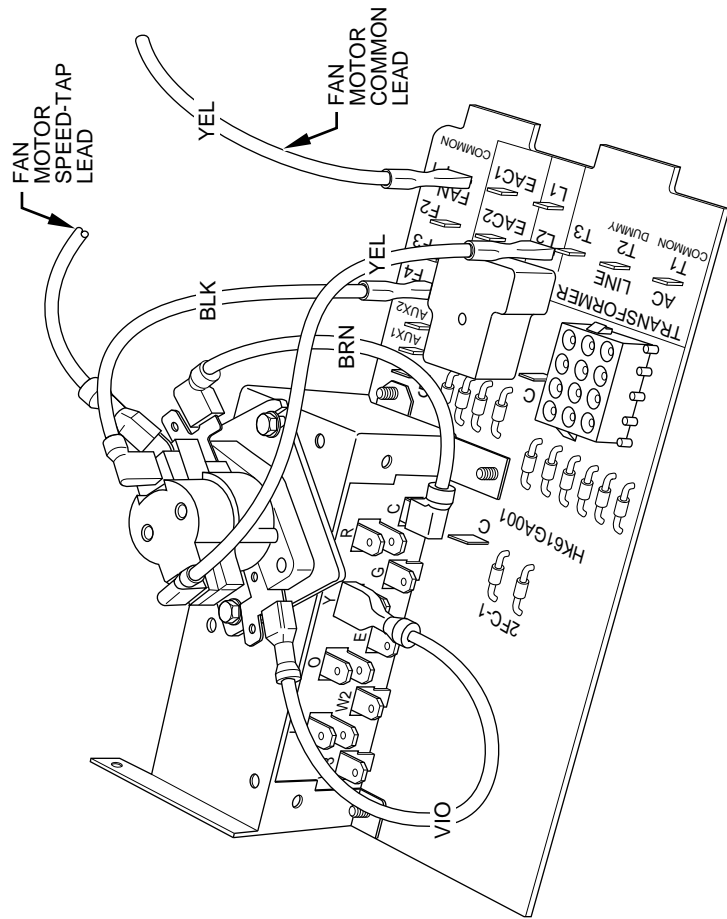 FAN
MOTOR
SPEED-TAP
LEAD
FAN
MOTOR
COMMON
LEAD
YEL
YEL
BLK
BRN
VIO
COMMON
FAN
F2
F3
F4
AUX2
AUX1
EAC1
EAC2
L1
L2
T3
T2
T1
DUMMY
COMMON
LINE
AC
TRANSFORMER
C
C
HK61GA001
2FC-1
C
R
G
Y
E
O
W2